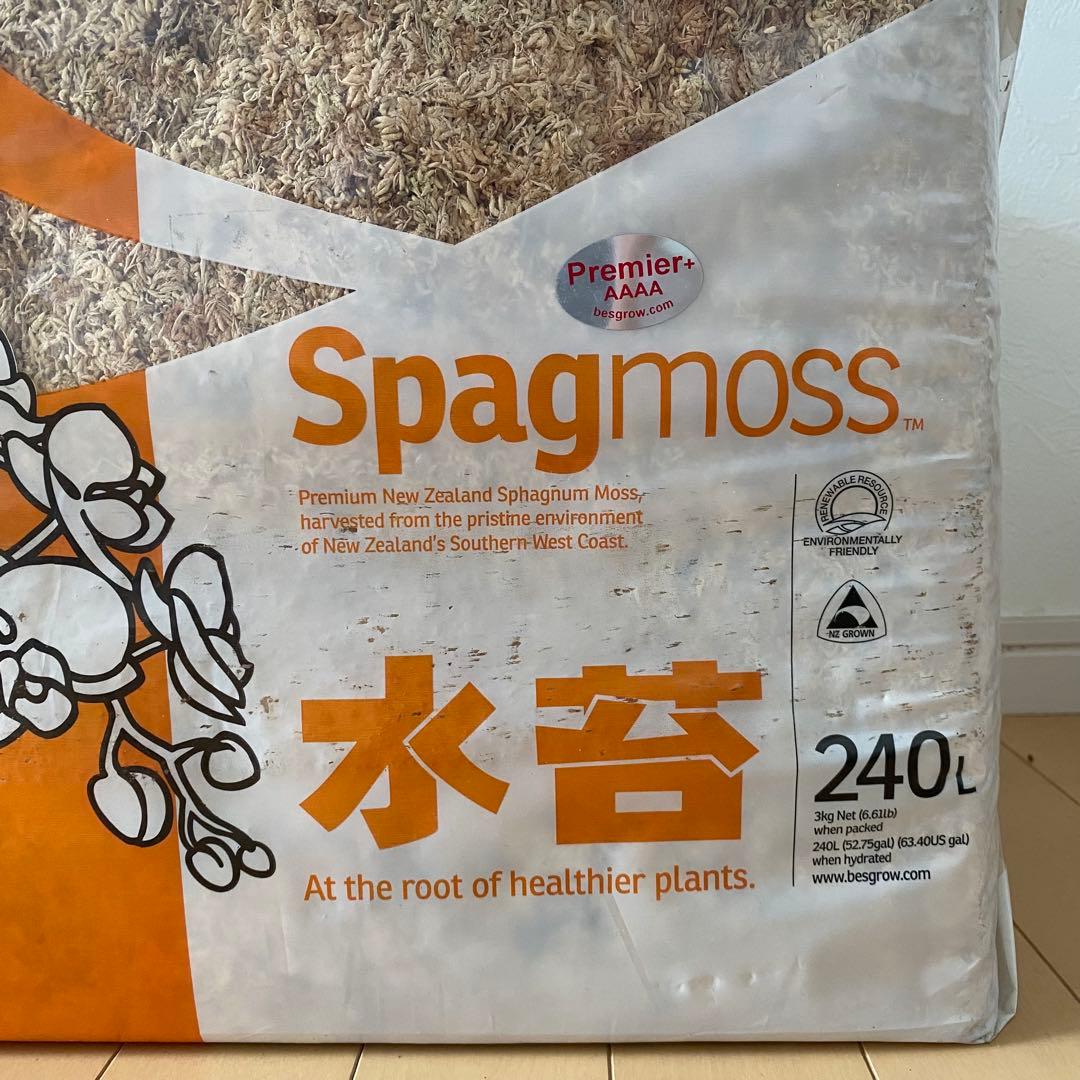 Premier+
AAAA
besgrow.com
Spagmoss™
Premium New Zealand Sphagnum Moss,
harvested from the pristine environment
of New Zealand's Southern West Coast.
RENEWABLE RESOURCE
ENVIRONMENTALLY
FRIENDLY
NZ GROWN
水苔
At the root of healthier plants.
240L
3kg Net (6.61lb)
when packed
240L (52.75gal) (63.40US gal)
when hydrated
www.besgrow.com